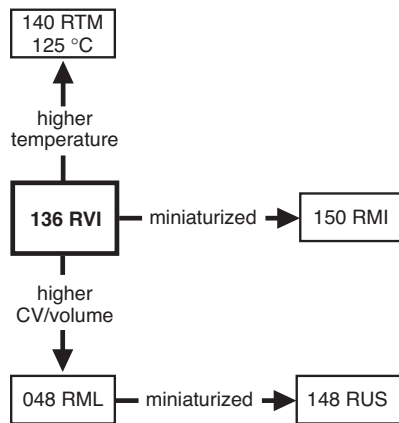 140 RTM
125 °C
higher
temperature
136 RVI
miniaturized
150 RMI
higher
CV/volume
048 RML
miniaturized
148 RUS